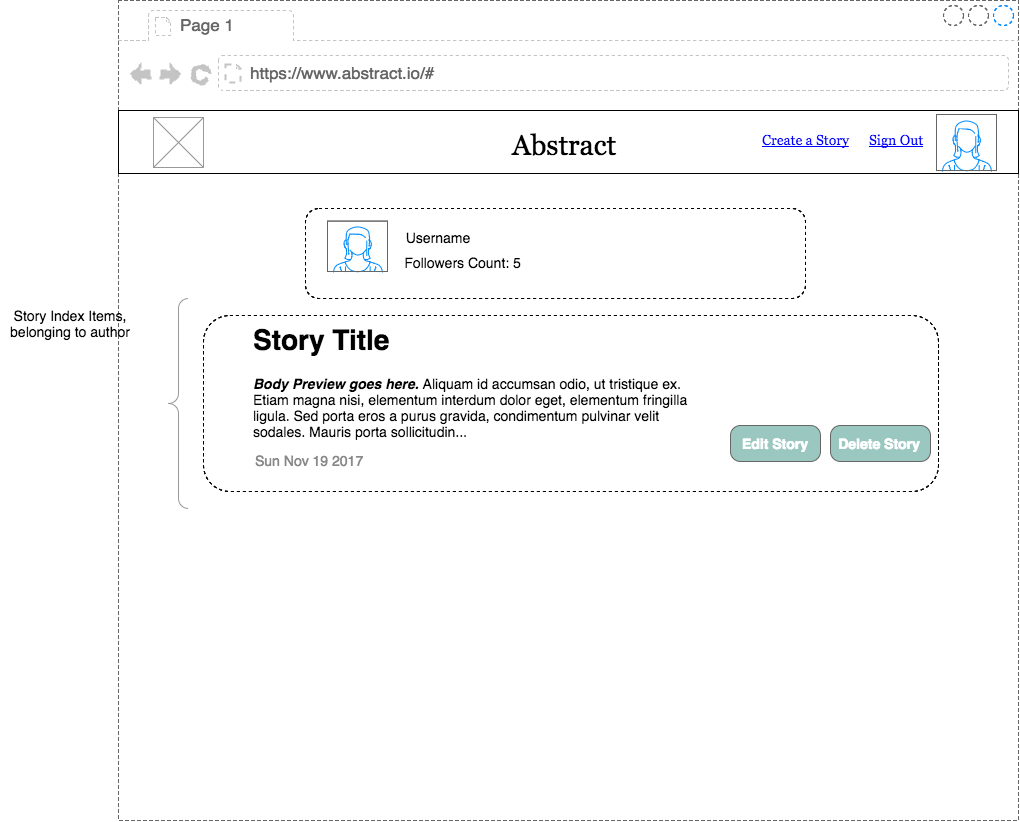 Page 1
https://www.abstract.io/#
Abstract
Create a Story
Sign Out
Username
Followers Count: 5
Story Index Items,
belonging to author
Story Title
Body Preview goes here. Aliquam id accumsan odio, ut tristique ex.
Etiam magna nisi, elementum interdum dolor eget, elementum fringilla
ligula. Sed porta eros a purus gravida, condimentum pulvinar velit
sodales. Mauris porta sollicitudin...
Edit Story
Delete Story
Sun Nov 19 2017